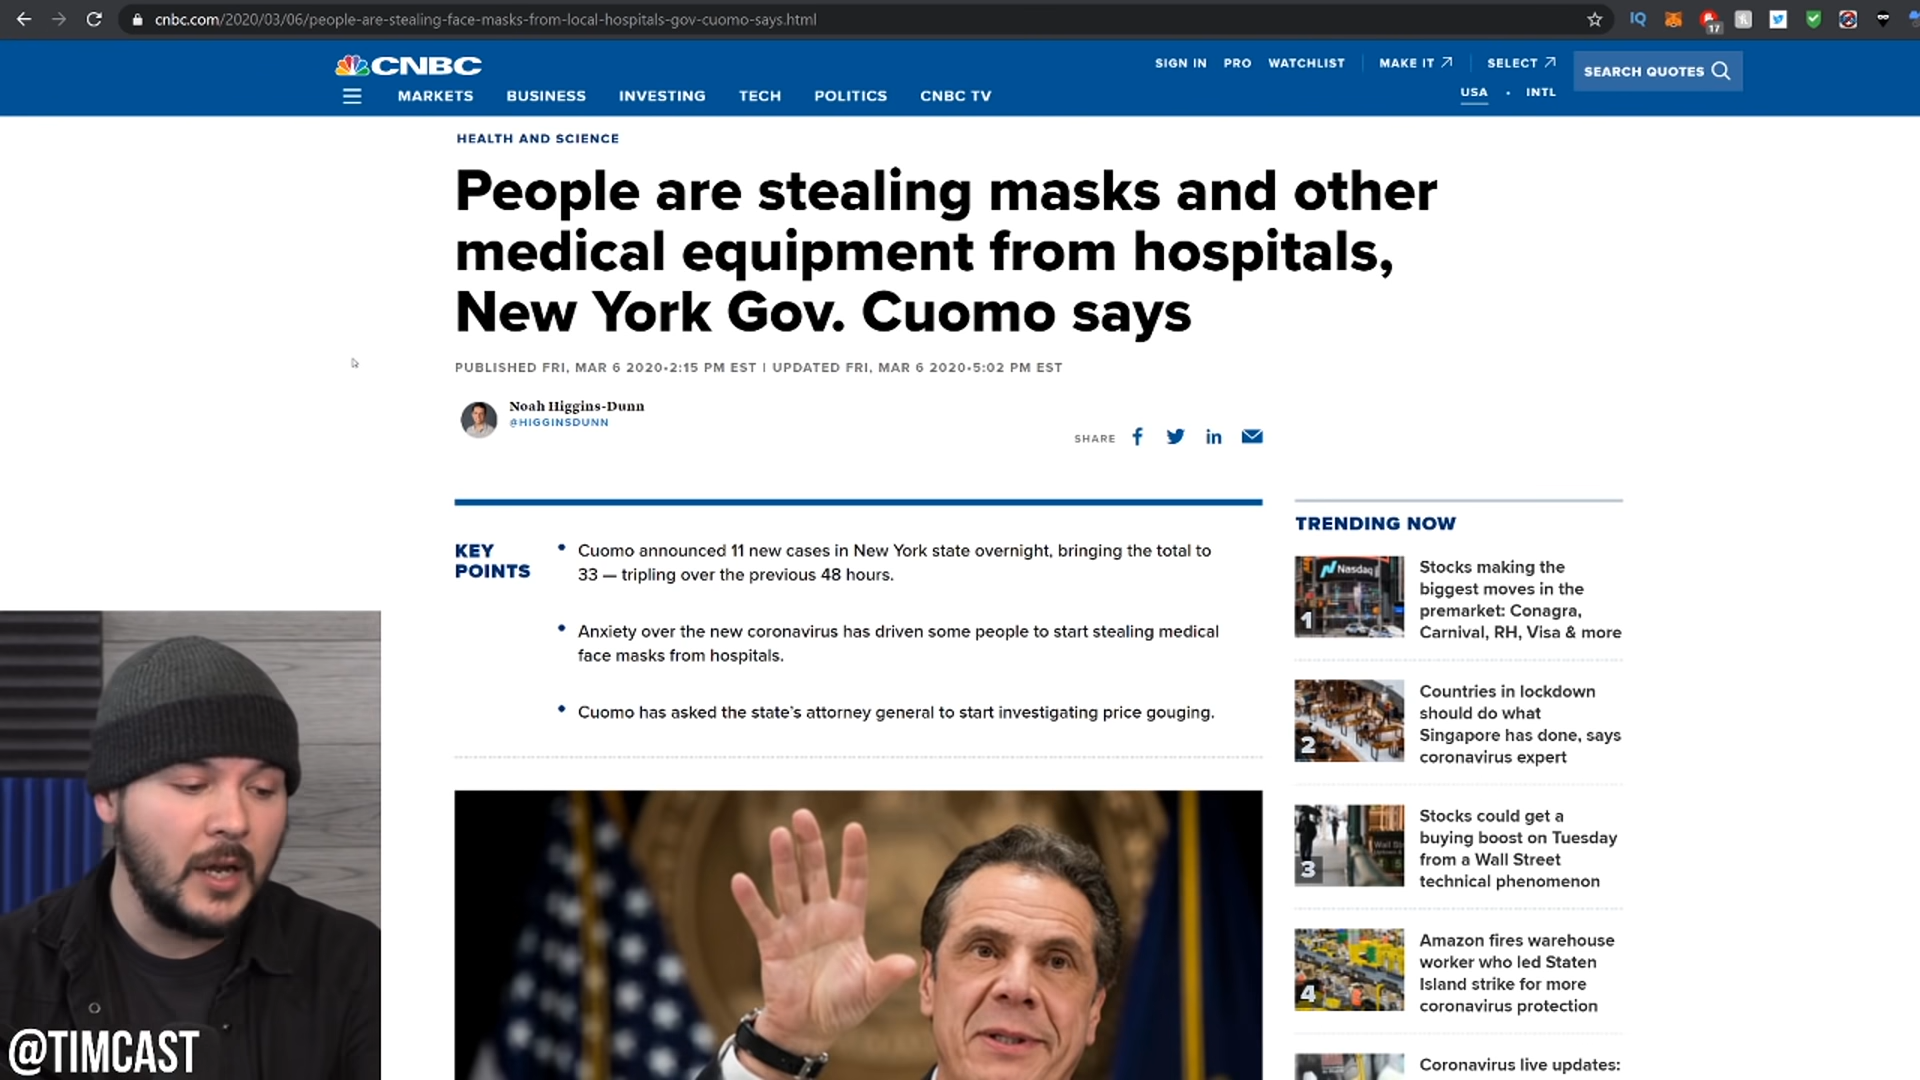 cnbc.com/2020/03/06/people-are-stealing-face-masks-from-local-hospitals-gov-cuomo-says.html
IQ
17
CNBC
SIGN IN
PRO
WATCHLIST
MAKE IT
SELECT
SEARCH QUOTES
USA • INTL
MARKETS
BUSINESS
INVESTING
TECH
POLITICS
CNBC TV
HEALTH AND SCIENCE
People are stealing masks and other
medical equipment from hospitals,
New York Gov. Cuomo says
PUBLISHED FRI, MAR 6 2020•2:15 PM EST | UPDATED FRI, MAR 6 2020•5:02 PM EST
Noah Higgins-Dunn
@HIGGINSDUNN
SHARE
KEY
POINTS
• Cuomo announced 11 new cases in New York state overnight, bringing the total to
33 — tripling over the previous 48 hours.
• Anxiety over the new coronavirus has driven some people to start stealing medical
face masks from hospitals.
• Cuomo has asked the state's attorney general to start investigating price gouging.
TRENDING NOW
Nasdaq
1
Stocks making the
biggest moves in the
premarket: Conagra,
Carnival, RH, Visa & more
2
Countries in lockdown
should do what
Singapore has done, says
coronavirus expert
Wall St
3
Stocks could get a
buying boost on Tuesday
from a Wall Street
technical phenomenon
4
Amazon fires warehouse
worker who led Staten
Island strike for more
coronavirus protection
Coronavirus live updates:
@TIMCAST